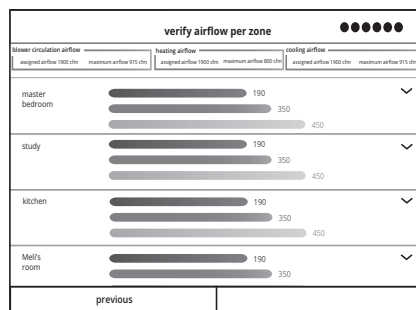 verify airflow per zone
blower circulation airflow
assigned airflow 1900 cfm maximum airflow 915 cfm
heating airflow
assigned airflow 1900 cfm maximum airflow 800 cfm
cooling airflow
assigned airflow 1900 cfm maximum airflow 915 cfm
master
bedroom
190
350
450
study
190
350
450
kitchen
190
350
450
Meli's
room
190
350
previous